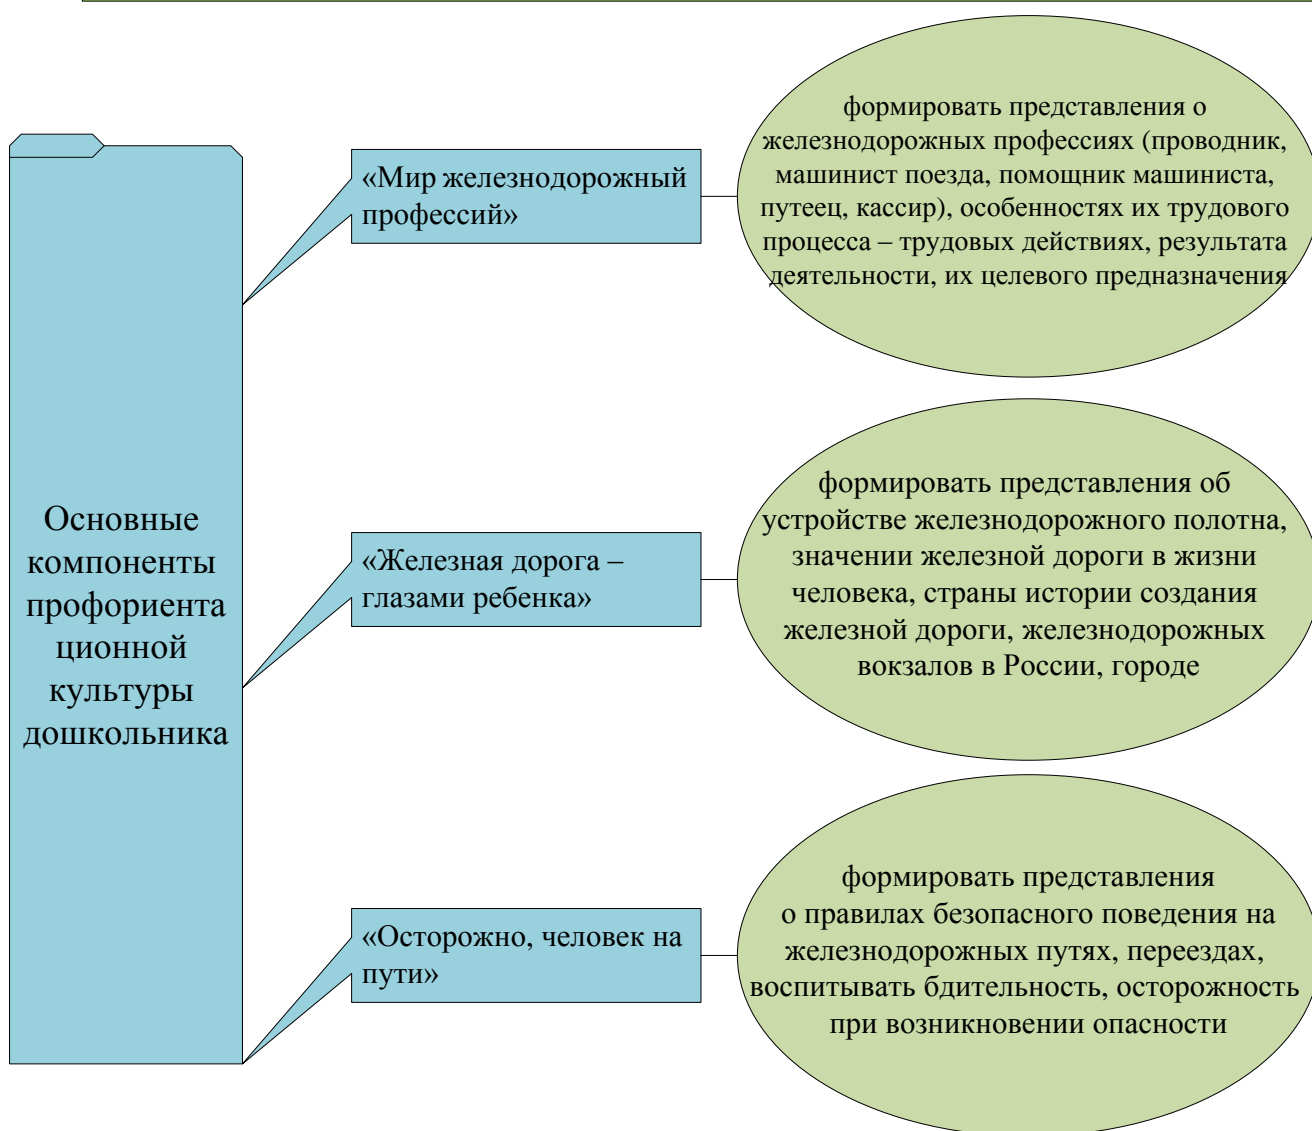 Основные
компоненты
профориента
ционной
культуры
дошкольника
«Мир железнодорожный
профессий»
формировать представления о
железнодорожных профессиях (проводник,
машинист поезда, помощник машиниста,
путеец, кассир), особенностях их трудового
процесса – трудовых действиях, результата
деятельности, их целевого предназначения
«Железная дорога –
глазами ребенка»
формировать представления об
устройстве железнодорожного полотна,
значении железной дороги в жизни
человека, страны истории создания
железной дороги, железнодорожных
вокзалов в России, городе
«Осторожно, человек на
пути»
формировать представления
о правилах безопасного поведения на
железнодорожных путях, переездах,
воспитывать бдительность, осторожность
при возникновении опасности